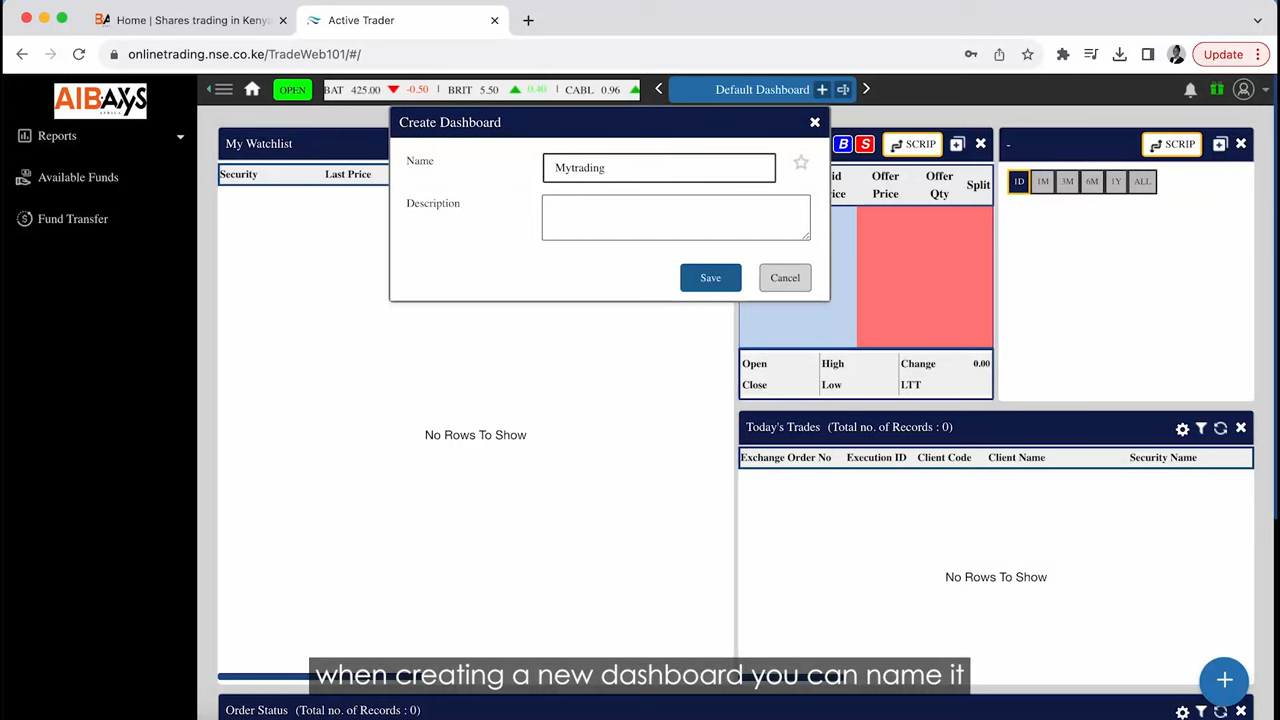 Home | Shares trading in Kenya
Active Trader
onlinetrading.nse.co.ke/TradeWeb101/#/
Update
AIBAXYS
AFRICA
OPEN
BAT 425.00 -0.50 BRIT 5.50 0.40 CABL 0.96
Default Dashboard
Reports
Available Funds
Fund Transfer
My Watchlist
Security Last Price
Create Dashboard
Name
Mytrading
Description
Save
Cancel
B S SCRIP
Offer Price
Offer Qty
Split
Open High Change 0.00
Close Low LTT
- SCRIP
1D 1M 3M 6M 1Y ALL
No Rows To Show
Today's Trades (Total no. of Records : 0)
Exchange Order No Execution ID Client Code Client Name Security Name
No Rows To Show
when creating a new dashboard you can name it
Order Status (Total no. of Records : 0)